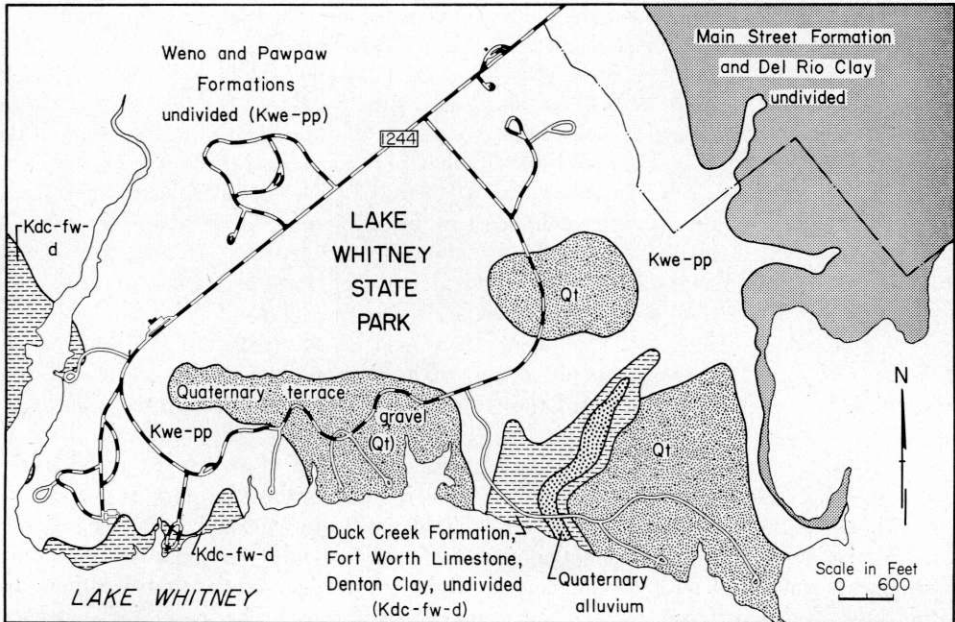 Weno and Pawpaw
Formations
undivided (Kwe-pp)
Main Street Formation
and Del Rio Clay
undivided
1244
Kdc-fw-
d
LAKE
WHITNEY
STATE
PARK
Kwe-pp
Qt
Quaternary terrace
gravel
(Qt)
Kwe-pp
Qt
N
Kdc-fw-d
Duck Creek Formation,
Fort Worth Limestone,
Denton Clay, undivided
(Kdc-fw-d)
Quaternary
alluvium
Scale in Feet
0 600
LAKE WHITNEY